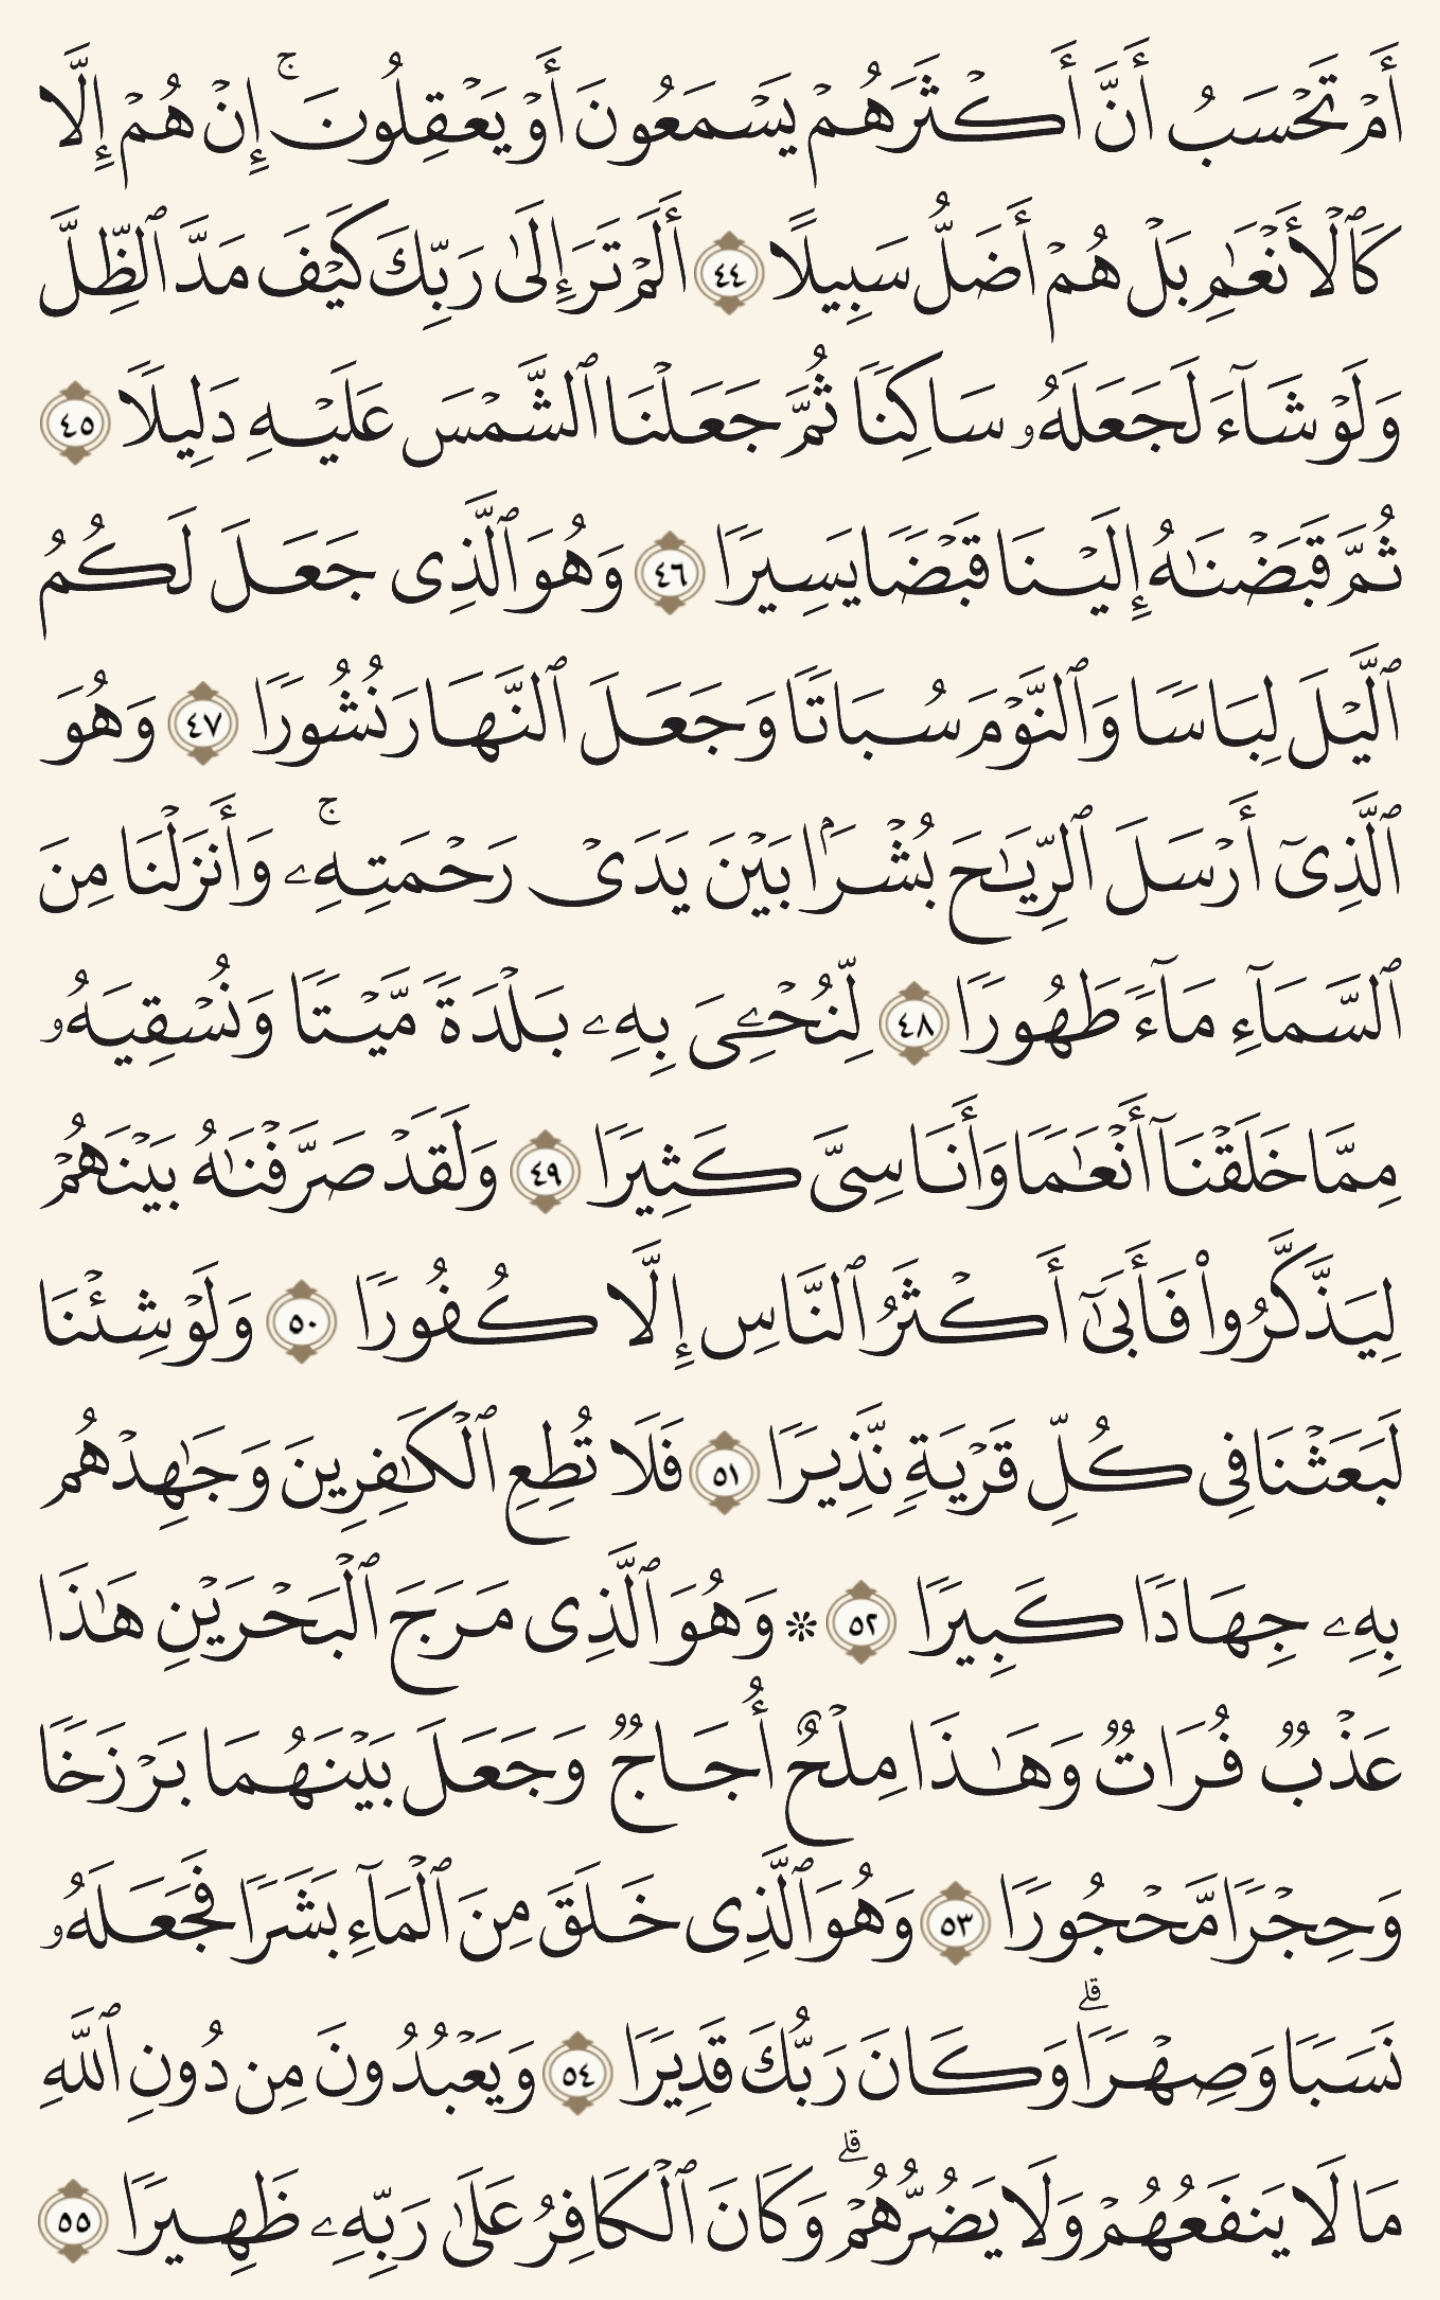 أَمۡ تَحۡسَبُ أَنَّ أَكۡثَرَهُمۡ يَسۡمَعُونَ أَوۡ يَعۡقِلُونَۚ إِنۡ هُمۡ إِلَّا
كَٱلۡأَنۡعَٰمِ بَلۡ هُمۡ أَضَلُّ سَبِيلًا ٤٤ أَلَمۡ تَرَ إِلَىٰ رَبِّكَ كَيۡفَ مَدَّ ٱلظِّلَّ
وَلَوۡ شَآءَ لَجَعَلَهُۥ سَاكِنٗا ثُمَّ جَعَلۡنَا ٱلشَّمۡسَ عَلَيۡهِ دَلِيلٗا ٤٥
ثُمَّ قَبَضۡنَٰهُ إِلَيۡنَا قَبۡضٗا يَسِيرٗا ٤٦ وَهُوَ ٱلَّذِي جَعَلَ لَكُمُ
ٱلَّيۡلَ لِبَاسٗا وَٱلنَّوۡمَ سُبَاتٗا وَجَعَلَ ٱلنَّهَارَ نُشُورٗا ٤٧ وَهُوَ
ٱلَّذِيٓ أَرۡسَلَ ٱلرِّيَٰحَ بُشۡرَۢا بَيۡنَ يَدَيۡ رَحۡمَتِهِۦۚ وَأَنزَلۡنَا مِنَ
ٱلسَّمَآءِ مَآءٗ طَهُورٗا ٤٨ لِّنُحۡـِۧيَ بِهِۦ بَلۡدَةٗ مَّيۡتٗا وَنُسۡقِيَهُۥ
مِمَّا خَلَقۡنَآ أَنۡعَٰمٗا وَأَنَاسِيَّ كَثِيرٗا ٤٩ وَلَقَدۡ صَرَّفۡنَٰهُ بَيۡنَهُمۡ
لِيَذَّكَّرُواْ فَأَبَىٰٓ أَكۡثَرُ ٱلنَّاسِ إِلَّا كُفُورٗا ٥٠ وَلَوۡ شِئۡنَا
لَبَعَثۡنَا فِي كُلِّ قَرۡيَةٖ نَّذِيرٗا ٥١ فَلَا تُطِعِ ٱلۡكَٰفِرِينَ وَجَٰهِدۡهُم
بِهِۦ جِهَادٗا كَبِيرٗا ٥٢ ۞ وَهُوَ ٱلَّذِي مَرَجَ ٱلۡبَحۡرَيۡنِ هَٰذَا
عَذۡبٞ فُرَاتٞ وَهَٰذَا مِلۡحٌ أُجَاجٞ وَجَعَلَ بَيۡنَهُمَا بَرۡزَخٗا
وَحِجۡرٗا مَّحۡجُورٗا ٥٣ وَهُوَ ٱلَّذِي خَلَقَ مِنَ ٱلۡمَآءِ بَشَرٗا فَجَعَلَهُۥ
نَسَبٗا وَصِهۡرٗاۗ وَكَانَ رَبُّكَ قَدِيرٗا ٥٤ وَيَعۡبُدُونَ مِن دُونِ ٱللَّهِ
مَا لَا يَنفَعُهُمۡ وَلَا يَضُرُّهُمۡۗ وَكَانَ ٱلۡكَافِرُ عَلَىٰ رَبِّهِۦ ظَهِيرٗا ٥٥